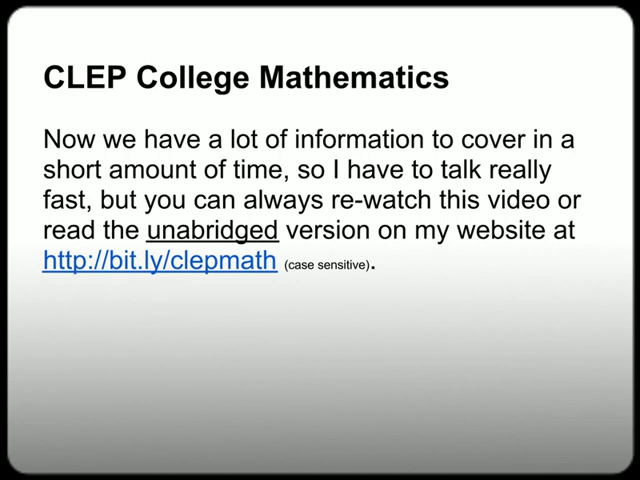 CLEP College Mathematics
Now we have a lot of information to cover in a
short amount of time, so I have to talk really
fast, but you can always re-watch this video or
read the unabridged version on my website at
http://bit.ly/clepmath (case sensitive).